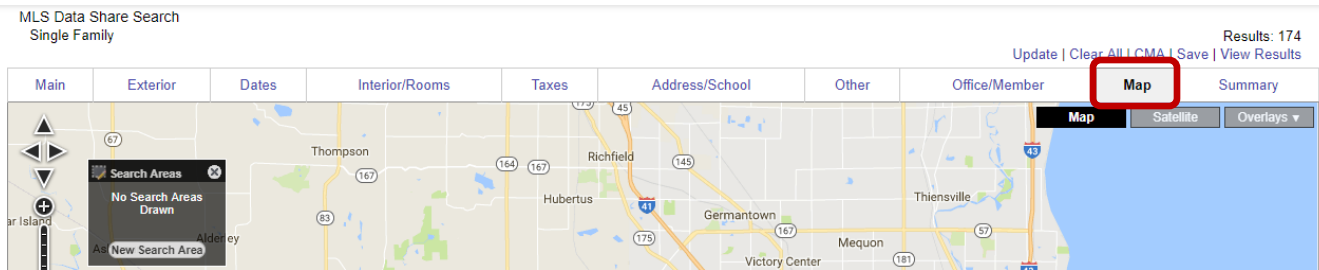 MLS Data Share Search
Single Family
Results: 174
Update | Clear All | CMA | Save | View Results
Main Exterior Dates Interior/Rooms Taxes Address/School Other Office/Member Map Summary
Map Satellite Overlays ▼
175 45
67
Thompson
Richfield
43
164 167
145
167
Search Areas
No Search Areas
Drawn
Hubertus
Thiensville
41
Germantown
83
167
57
175
Mequon
New Search Area
Victory Center
181
43